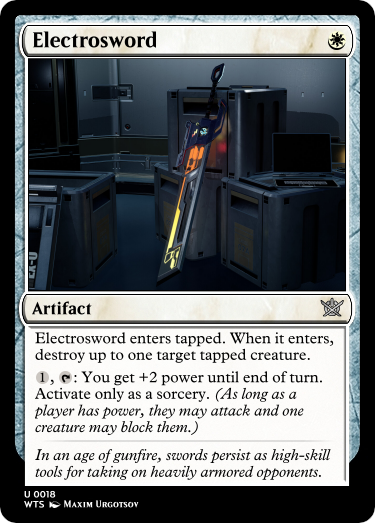 Electrosword
Artifact
Electrosword enters tapped. When it enters,
destroy up to one target tapped creature.
1, : You get +2 power until end of turn.
Activate only as a sorcery. (As long as a
player has power, they may attack and one
creature may block them.)
In an age of gunfire, swords persist as high-skill
tools for taking on heavily armored opponents.
U 0018
WTS Maxim Urgotsov